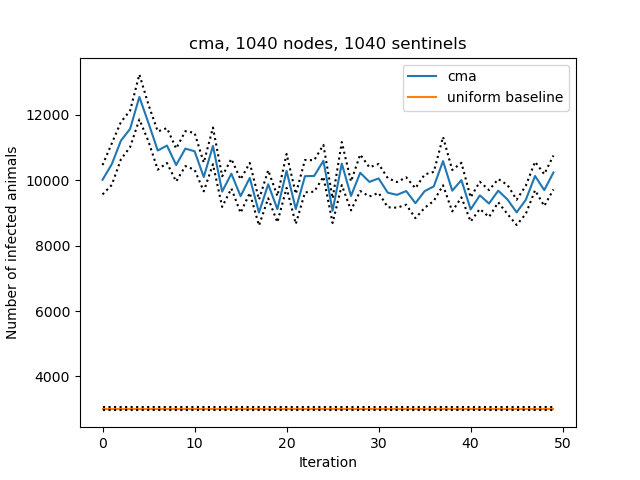 cma, 1040 nodes, 1040 sentinels
cma
uniform baseline
12000
10000
8000
6000
4000
Number of infected animals
0 10 20 30 40 50
Iteration